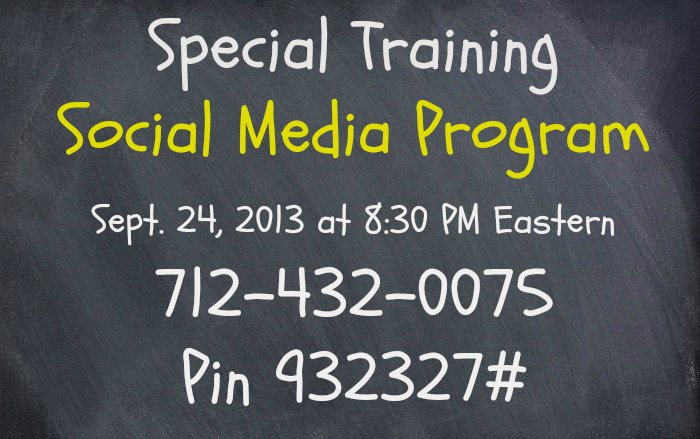 Special Training
Social Media Program
Sept. 24, 2013 at 8:30 PM Eastern
712-432-0075
Pin 932327#